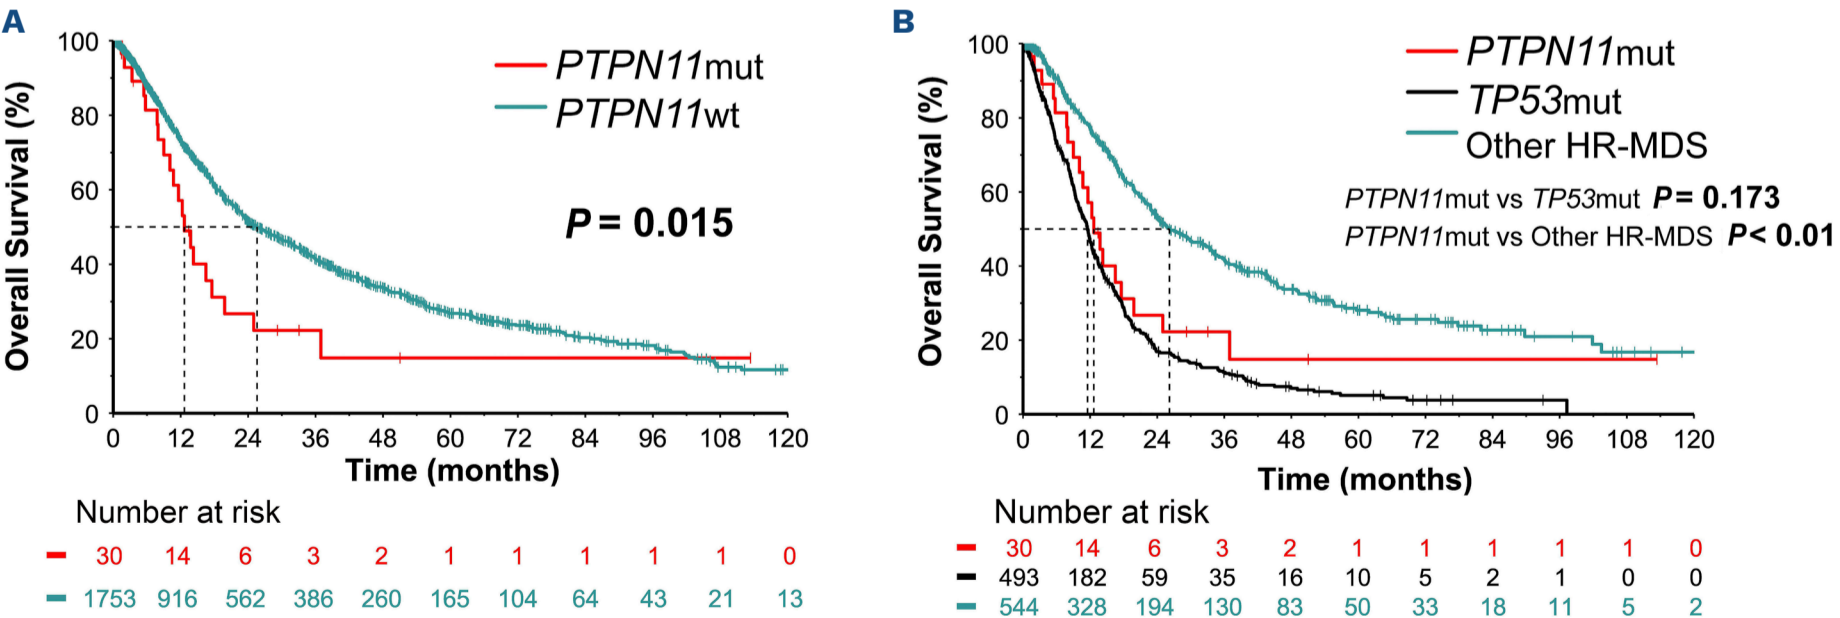 A
Overall Survival (%)
100
80
60
40
20
0
PTPN11mut
PTPN11wt
P = 0.015
0 12 24 36 48 60 72 84 96 108 120
Time (months)
Number at risk
30 14 6 3 2 1 1 1 1 1 0
1753 916 562 386 260 165 104 64 43 21 13
B
Overall Survival (%)
100
80
60
40
20
0
PTPN11mut
TP53mut
Other HR-MDS
PTPN11mut vs TP53mut P = 0.173
PTPN11mut vs Other HR-MDS P< 0.01
0 12 24 36 48 60 72 84 96 108 120
Time (months)
Number at risk
30 14 6 3 2 1 1 1 1 1 0
493 182 59 35 16 10 5 2 1 0 0
544 328 194 130 83 50 33 18 11 5 2